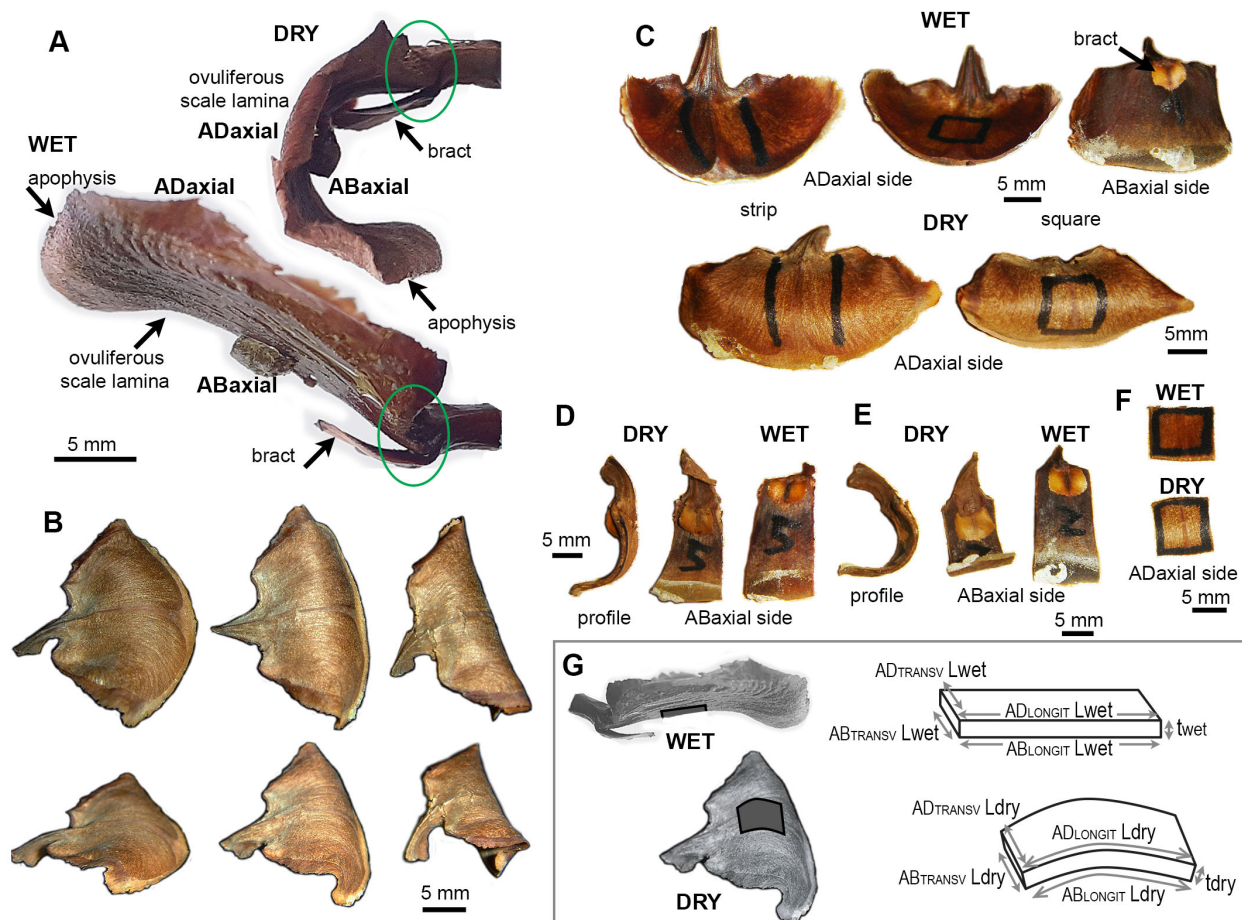 A
DRY
ovuliferous
scale lamina
ADaxial
bract
WET
apophysis
ADaxial
ABaxial
apophysis
ovuliferous
scale lamina
ABaxial
bract
5 mm
B
5 mm
C
WET
bract
ADaxial side
5 mm
ABaxial side
strip
DRY
square
ADaxial side
5mm
D
DRY
WET
5 mm
5
5
profile
ABaxial side
E
DRY
WET
2
profile
ABaxial side
5 mm
F
WET
DRY
ADaxial side
5 mm
G
WET
DRY
ADTRANSV Lwet
ADLONGIT Lwet
ABTRANSV Lwet
ABLONGIT Lwet
twet
ADTRANSV Ldry
ADLONGIT Ldry
ABTRANSV Ldry
ABLONGIT Ldry
tdry